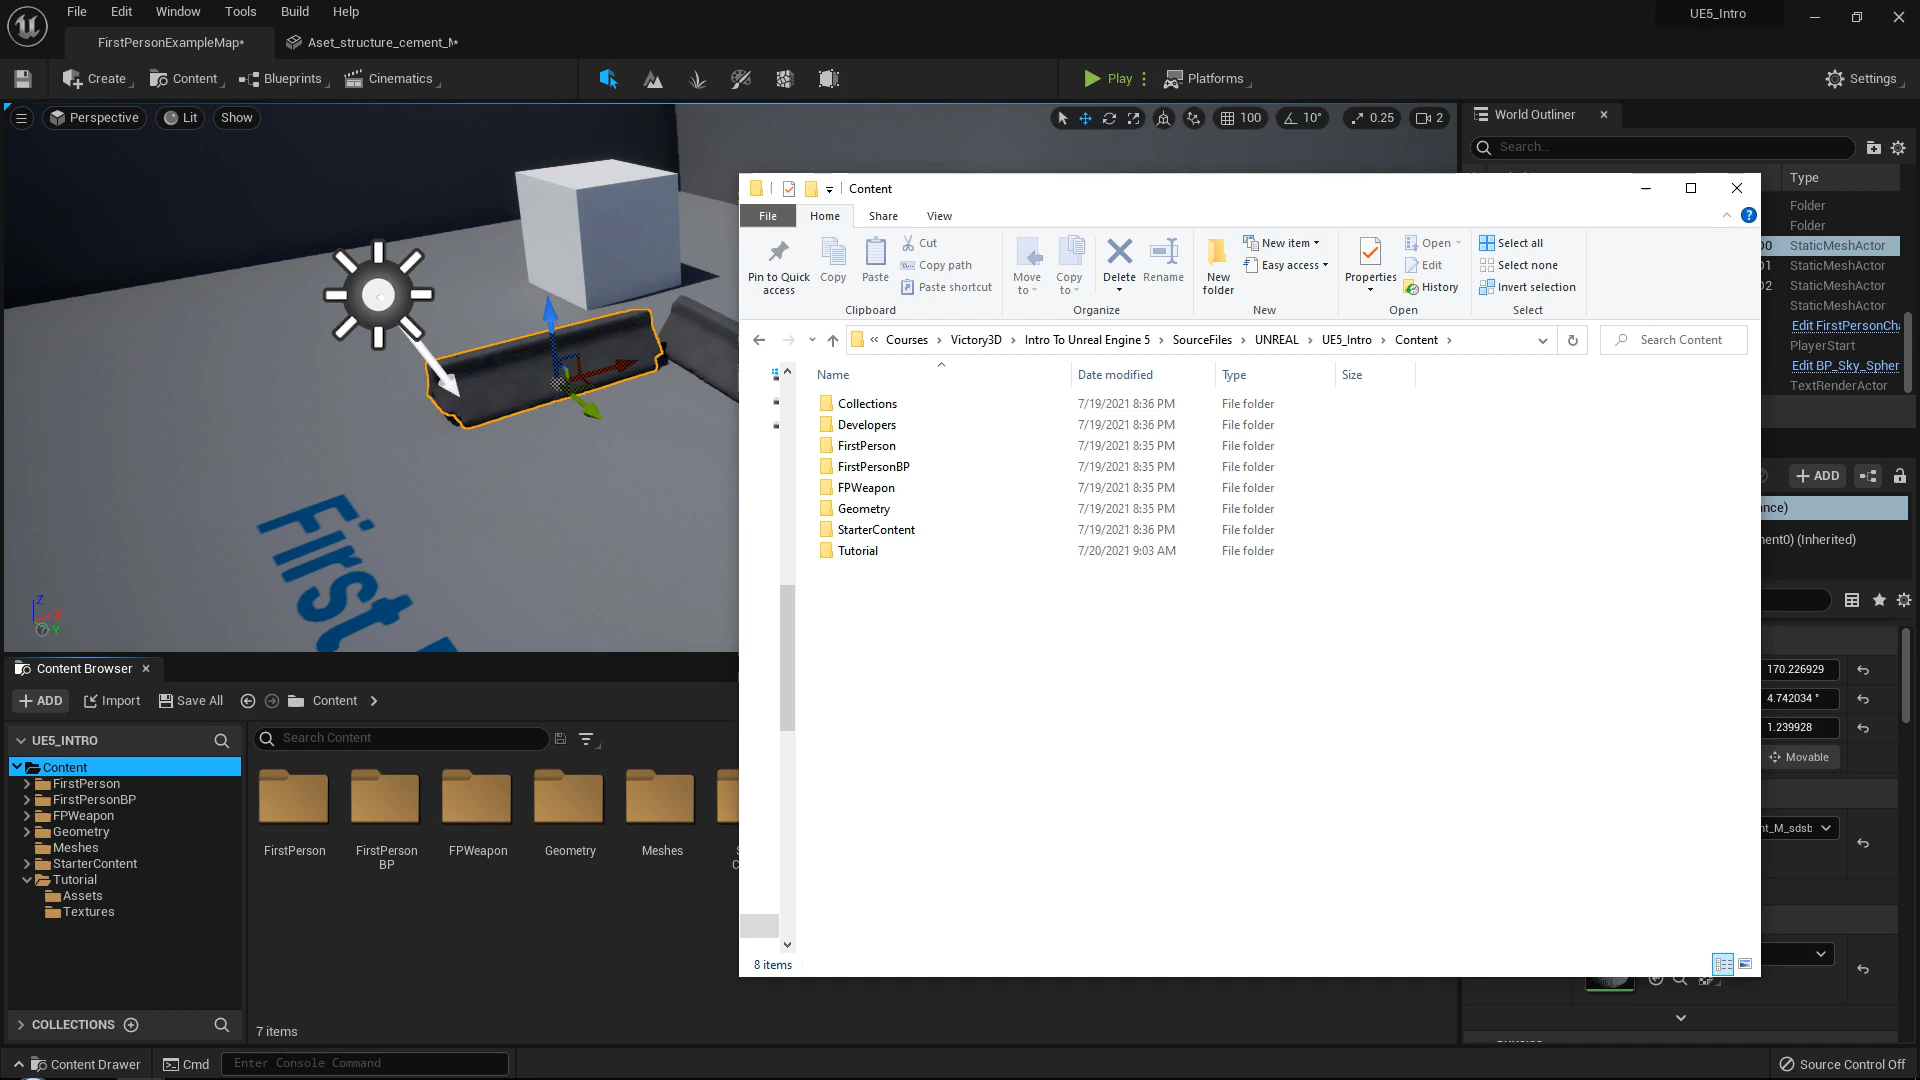 File Edit Window Tools Build Help
UE5_Intro
FirstPersonExampleMap*
Aset_structure_cement_M*
Create
Content
Blueprints
Cinematics
Play
Platforms
Settings
Perspective
Lit
Show
100
10°
0.25
2
World Outliner
Search...
Type
Folder
Folder
StaticMeshActor
StaticMeshActor
StaticMeshActor
StaticMeshActor
Edit FirstPersonCha
PlayerStart
Edit BP_Sky_Spher
TextRenderActor
Content
File Home Share View
Pin to Quick access
Copy
Paste
Cut
Copy path
Paste shortcut
Clipboard
Move to
Copy to
Delete
Rename
Organize
New folder
New item
Easy access
New
Properties
Open
Edit
History
Open
Select all
Select none
Invert selection
Select
« Courses › Victory3D › Intro To Unreal Engine 5 › SourceFiles › UNREAL › UE5_Intro › Content ›
Search Content
Name Date modified Type Size
Collections 7/19/2021 8:36 PM File folder
Developers 7/19/2021 8:36 PM File folder
FirstPerson 7/19/2021 8:35 PM File folder
FirstPersonBP 7/19/2021 8:35 PM File folder
FPWeapon 7/19/2021 8:35 PM File folder
Geometry 7/19/2021 8:35 PM File folder
StarterContent 7/19/2021 8:36 PM File folder
Tutorial 7/20/2021 9:03 AM File folder
8 items
First
Z
X
Y
+ ADD
nce)
ent0) (Inherited)
170.226929
4.742034 °
1.239928
Movable
nt_M_sdsb
Content Browser
+ ADD
Import
Save All
Content
UE5_INTRO
Search Content
Content
FirstPerson
FirstPersonBP
FPWeapon
Geometry
Meshes
StarterContent
Tutorial
Assets
Textures
FirstPerson
FirstPerson
BP
FPWeapon
Geometry
Meshes
COLLECTIONS
7 items
Content Drawer
Cmd
Enter Console Command
Source Control Off